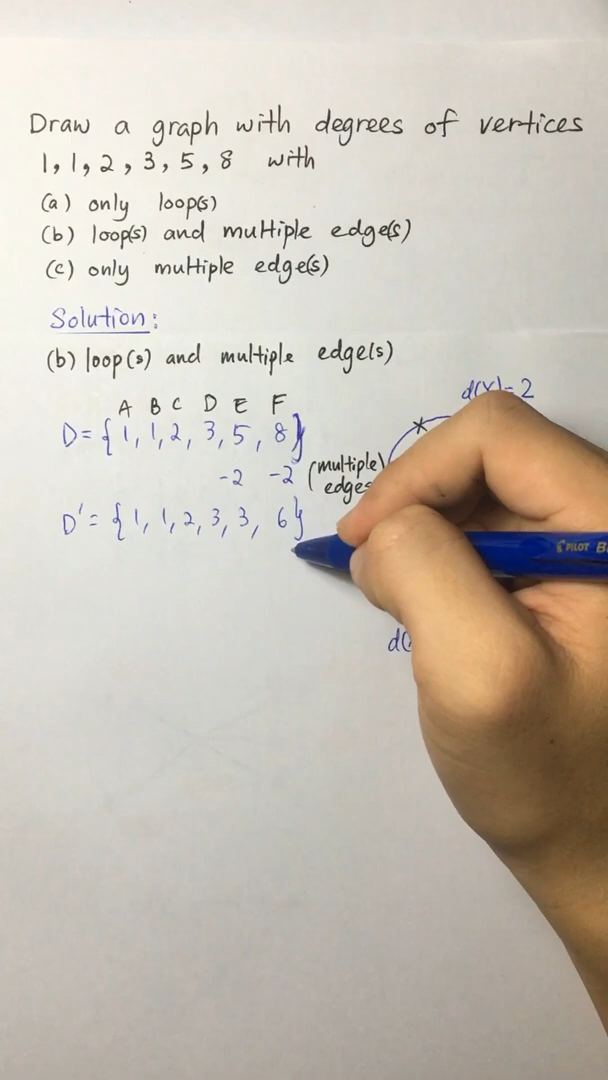 Draw a graph with degrees of vertices
1, 1, 2, 3, 5, 8 with
(a) only loop(s)
(b) loop(s) and multiple edge(s)
(c) only multiple edge(s)
Solution:
(b) loop(s) and multiple edge(s)
A B C D E F
D = { 1, 1, 2, 3, 5, 8 }
-2 -2 (multiple
edges
D' = { 1, 1, 2, 3, 3, 6 }
= 2
d(
PILOT B